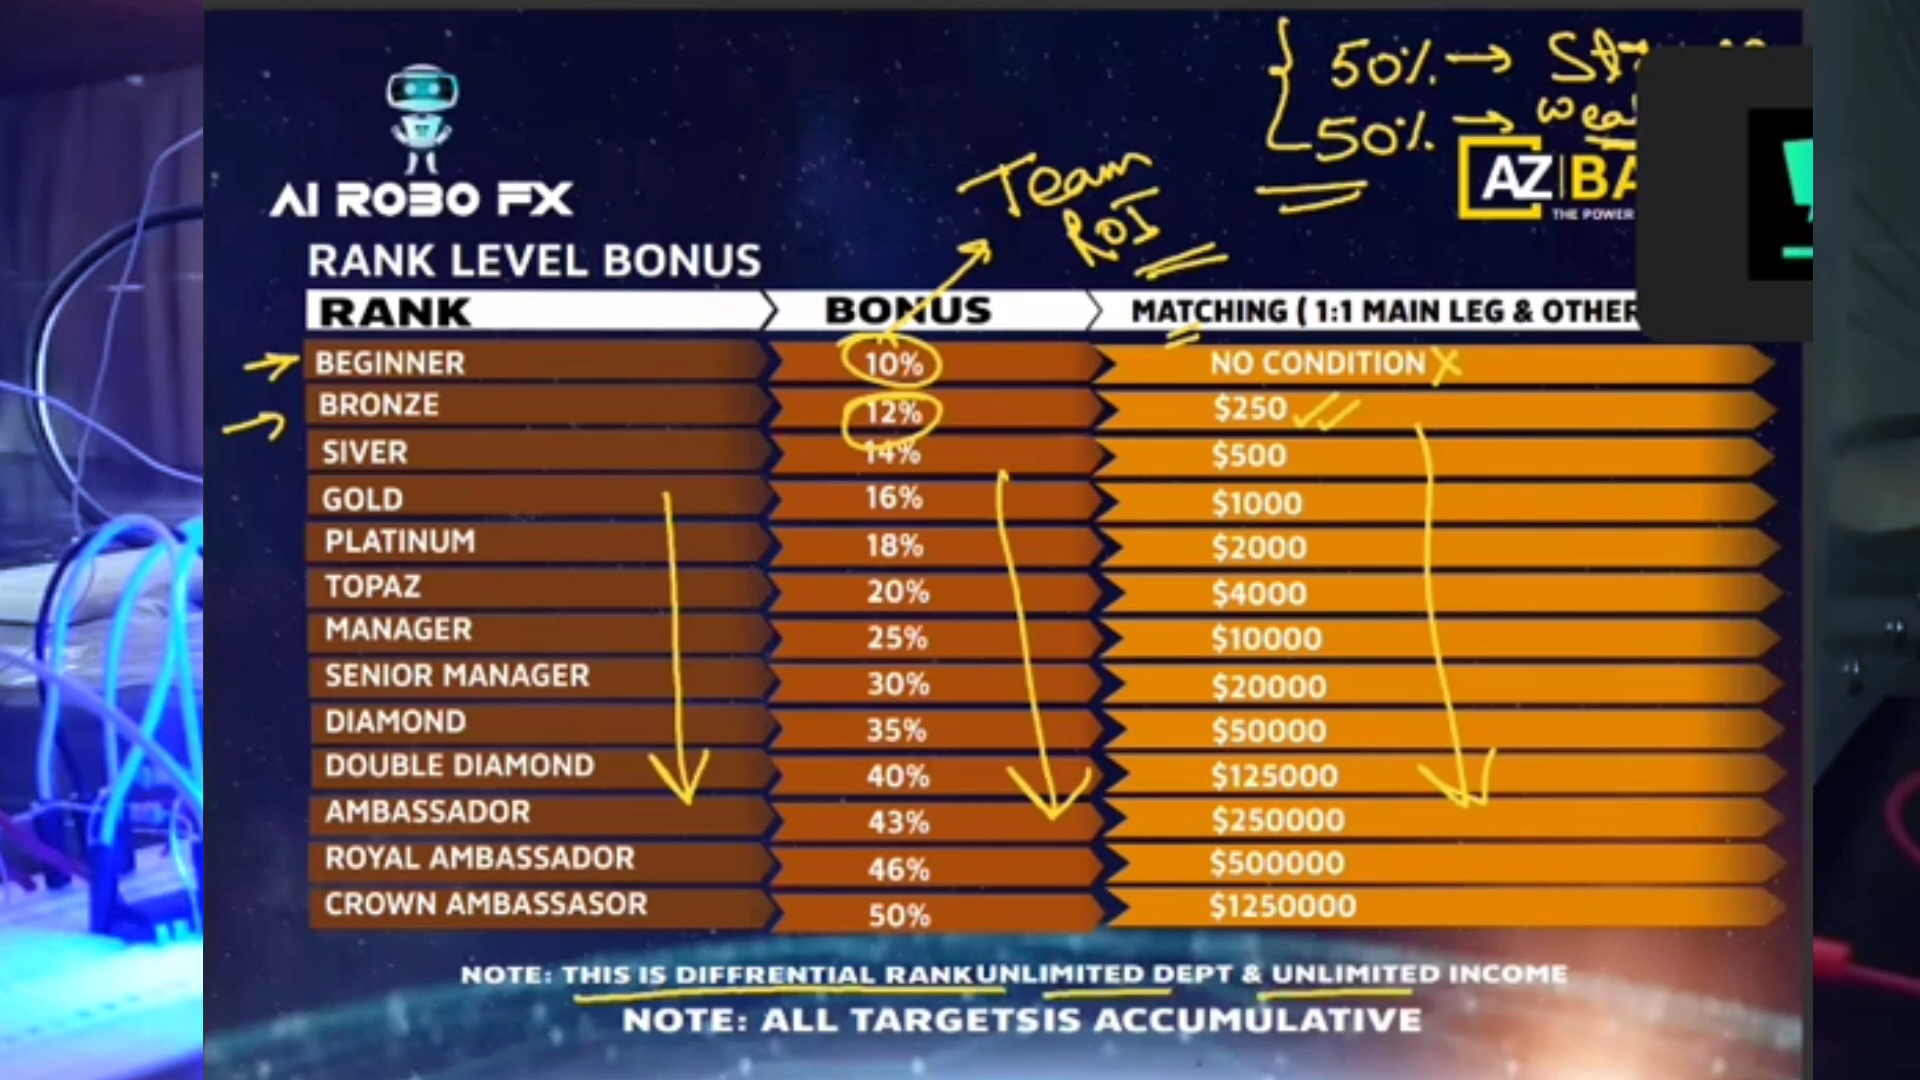 50% →
50% →
AZ BA
THE POWER
Team
ROI
AI ROBO FX
RANK LEVEL BONUS
RANK BONUS MATCHING ( 1:1 MAIN LEG & OTHER
BEGINNER 10% NO CONDITION X
BRONZE 12% $250
SIVER 14% $500
GOLD 16% $1000
PLATINUM 18% $2000
TOPAZ 20% $4000
MANAGER 25% $10000
SENIOR MANAGER 30% $20000
DIAMOND 35% $50000
DOUBLE DIAMOND 40% $125000
AMBASSADOR 43% $250000
ROYAL AMBASSADOR 46% $500000
CROWN AMBASSASOR 50% $1250000
NOTE: THIS IS DIFFRENTIAL RANKUNLIMITED DEPT & UNLIMITED INCOME
NOTE: ALL TARGETSIS ACCUMULATIVE